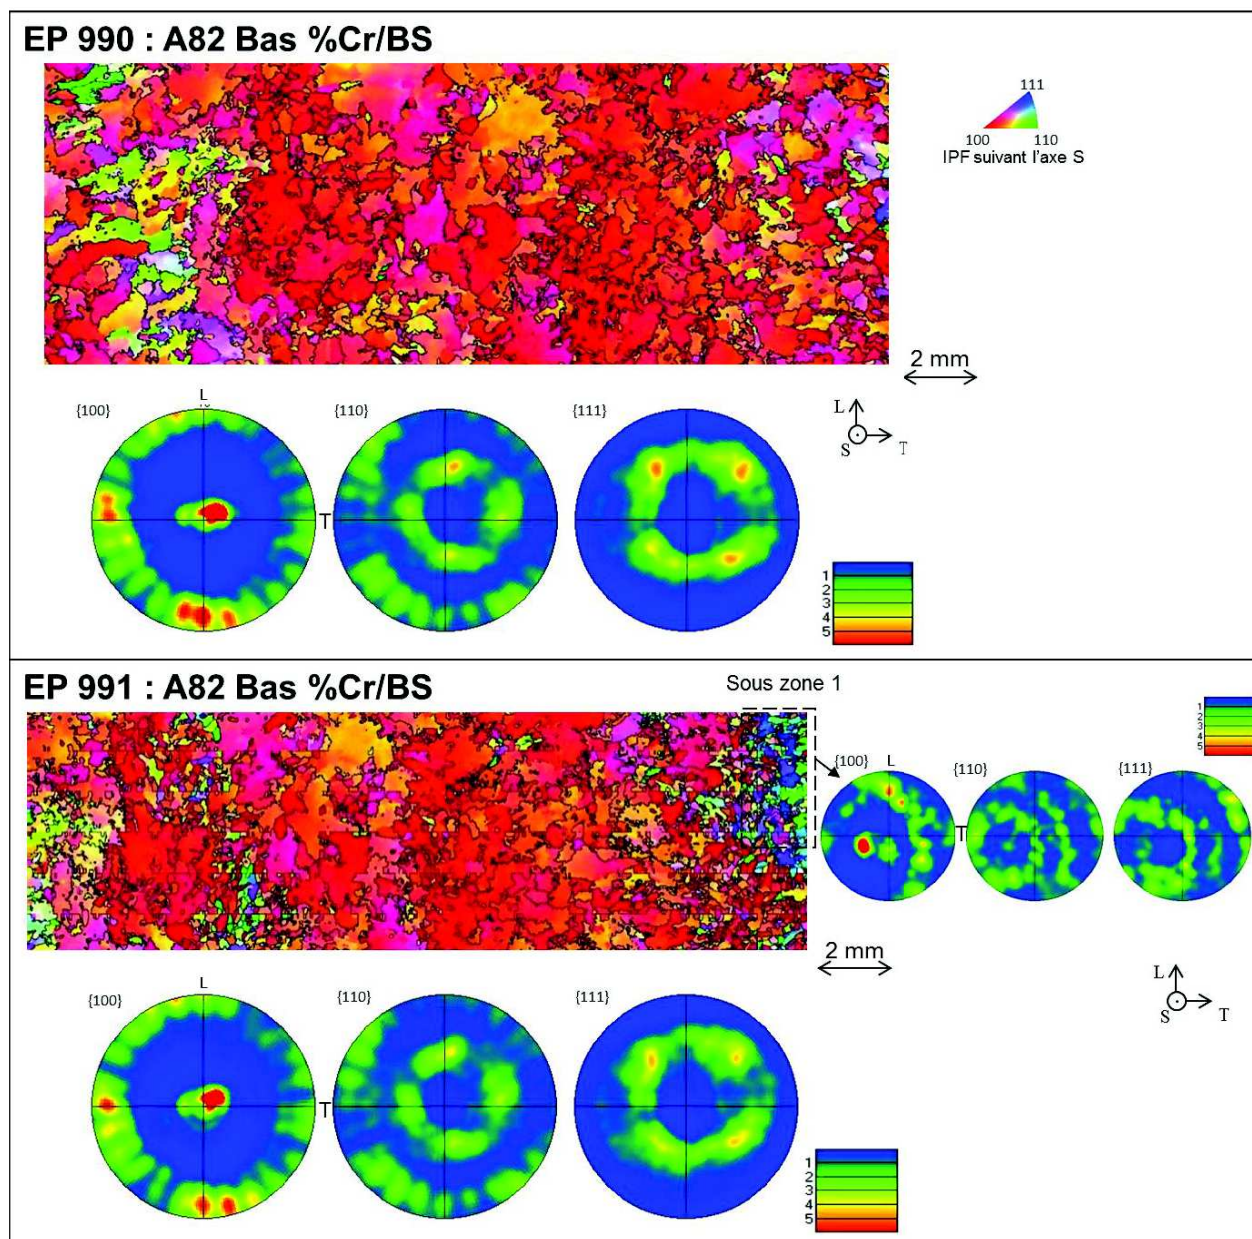 EP 990 : A82 Bas %Cr/BS
111
100
110
IPF suivant l'axe S
2 mm
{100}
L
{110}
{111}
T
L
S
T
1
2
3
4
5
EP 991 : A82 Bas %Cr/BS
Sous zone 1
1
2
3
4
5
{100}
L
{110}
{111}
T
2 mm
L
S
T
{100}
L
{110}
{111}
T
1
2
3
4
5